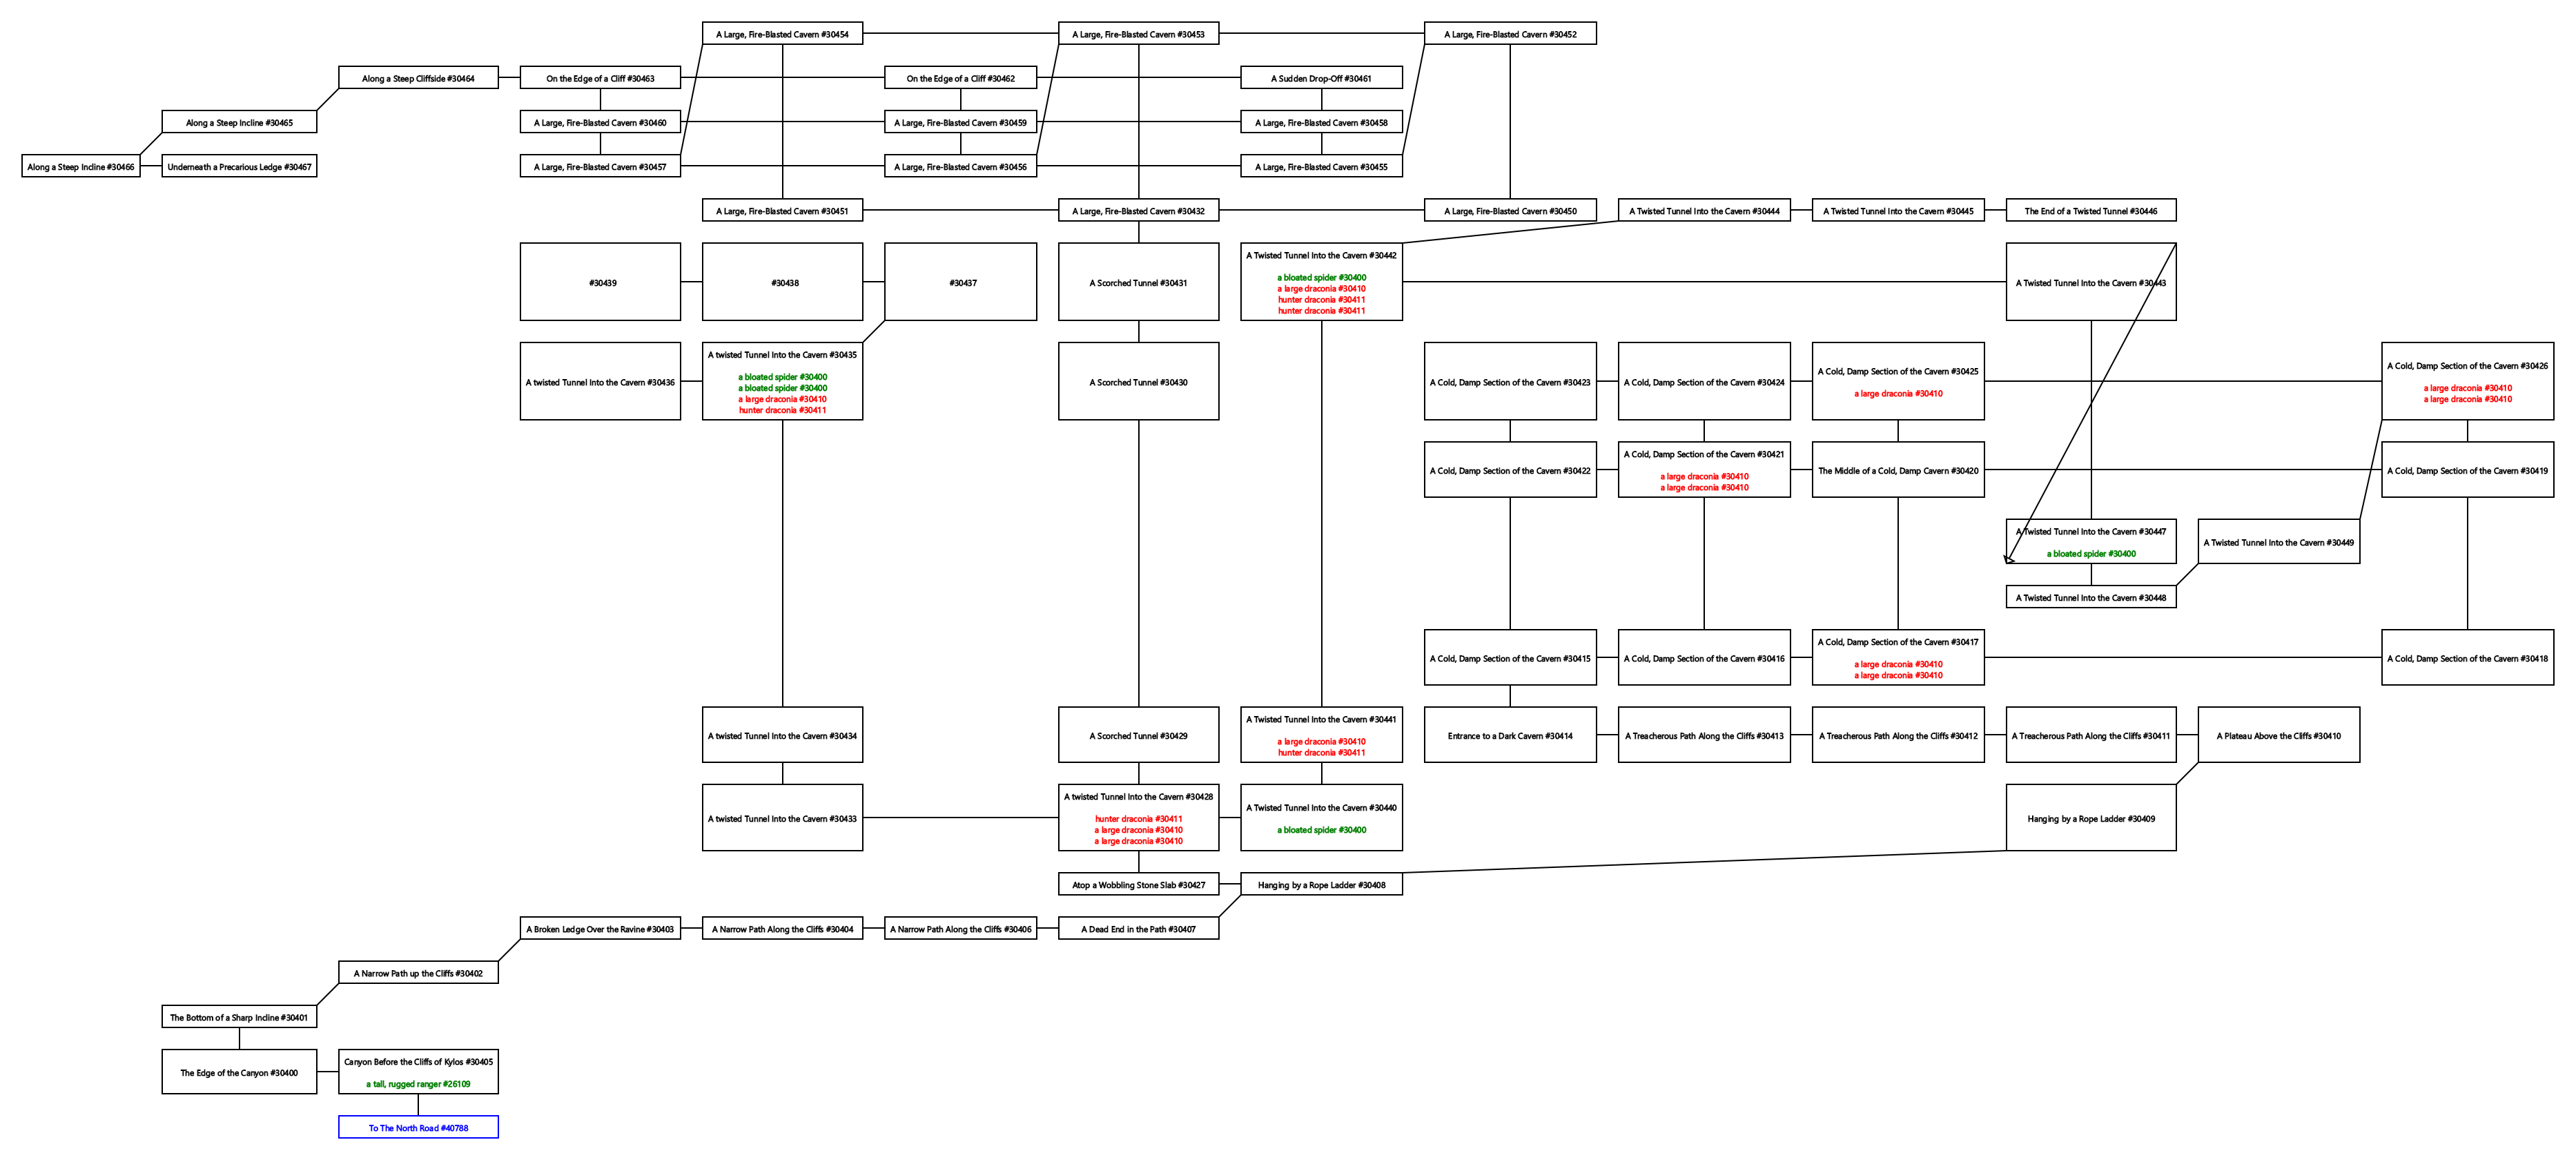 A Large, Fire-Blasted Cavern #30454
A Large, Fire-Blasted Cavern #30453
A Large, Fire-Blasted Cavern #30452
Along a Steep Cliffside #30464
On the Edge of a Cliff #30463
On the Edge of a Cliff #30462
A Sudden Drop-Off #30461
Along a Steep Incline #30465
A Large, Fire-Blasted Cavern #30460
A Large, Fire-Blasted Cavern #30459
A Large, Fire-Blasted Cavern #30458
Along a Steep Incline #30466
Underneath a Precarious Ledge #30467
A Large, Fire-Blasted Cavern #30457
A Large, Fire-Blasted Cavern #30456
A Large, Fire-Blasted Cavern #30455
A Large, Fire-Blasted Cavern #30451
A Large, Fire-Blasted Cavern #30432
A Large, Fire-Blasted Cavern #30450
A Twisted Tunnel Into the Cavern #30444
A Twisted Tunnel Into the Cavern #30445
The End of a Twisted Tunnel #30446
#30439
#30438
#30437
A Scorched Tunnel #30431
A Twisted Tunnel Into the Cavern #30442
a bloated spider #30400
a large draconia #30410
hunter draconia #30411
hunter draconia #30411
A Twisted Tunnel Into the Cavern #30443
A twisted Tunnel Into the Cavern #30436
A twisted Tunnel Into the Cavern #30435
a bloated spider #30400
a bloated spider #30400
a large draconia #30410
hunter draconia #30411
A Scorched Tunnel #30430
A Cold, Damp Section of the Cavern #30423
A Cold, Damp Section of the Cavern #30424
A Cold, Damp Section of the Cavern #30425
a large draconia #30410
A Cold, Damp Section of the Cavern #30426
a large draconia #30410
a large draconia #30410
A Cold, Damp Section of the Cavern #30422
A Cold, Damp Section of the Cavern #30421
a large draconia #30410
a large draconia #30410
The Middle of a Cold, Damp Cavern #30420
A Cold, Damp Section of the Cavern #30419
A Twisted Tunnel Into the Cavern #30447
a bloated spider #30400
A Twisted Tunnel Into the Cavern #30449
A Twisted Tunnel Into the Cavern #30448
A Cold, Damp Section of the Cavern #30415
A Cold, Damp Section of the Cavern #30416
A Cold, Damp Section of the Cavern #30417
a large draconia #30410
a large draconia #30410
A Cold, Damp Section of the Cavern #30418
A twisted Tunnel Into the Cavern #30434
A Scorched Tunnel #30429
A Twisted Tunnel Into the Cavern #30441
a large draconia #30410
hunter draconia #30411
Entrance to a Dark Cavern #30414
A Treacherous Path Along the Cliffs #30413
A Treacherous Path Along the Cliffs #30412
A Treacherous Path Along the Cliffs #30411
A Plateau Above the Cliffs #30410
A twisted Tunnel Into the Cavern #30433
A twisted Tunnel Into the Cavern #30428
hunter draconia #30411
a large draconia #30410
a large draconia #30410
A Twisted Tunnel Into the Cavern #30440
a bloated spider #30400
Hanging by a Rope Ladder #30409
Atop a Wobbling Stone Slab #30427
Hanging by a Rope Ladder #30408
A Broken Ledge Over the Ravine #30403
A Narrow Path Along the Cliffs #30404
A Narrow Path Along the Cliffs #30406
A Dead End in the Path #30407
A Narrow Path up the Cliffs #30402
The Bottom of a Sharp Incline #30401
The Edge of the Canyon #30400
Canyon Before the Cliffs of Kylos #30405
a tall, rugged ranger #26109
To The North Road #40788